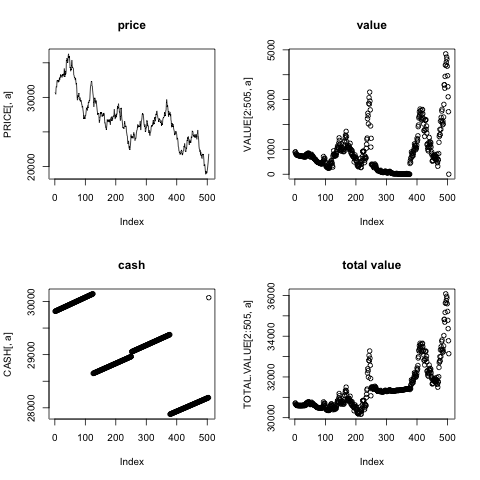 price
PRICE[, a]
20000 30000
0 100 200 300 400 500
Index
value
VALUE[2:505, a]
0 1000 3000 5000
0 100 200 300 400 500
Index
cash
CASH[, a]
28000 29000 30000
0 100 200 300 400 500
Index
total value
TOTAL.VALUE[2:505, a]
30000 32000 34000 36000
0 100 200 300 400 500
Index